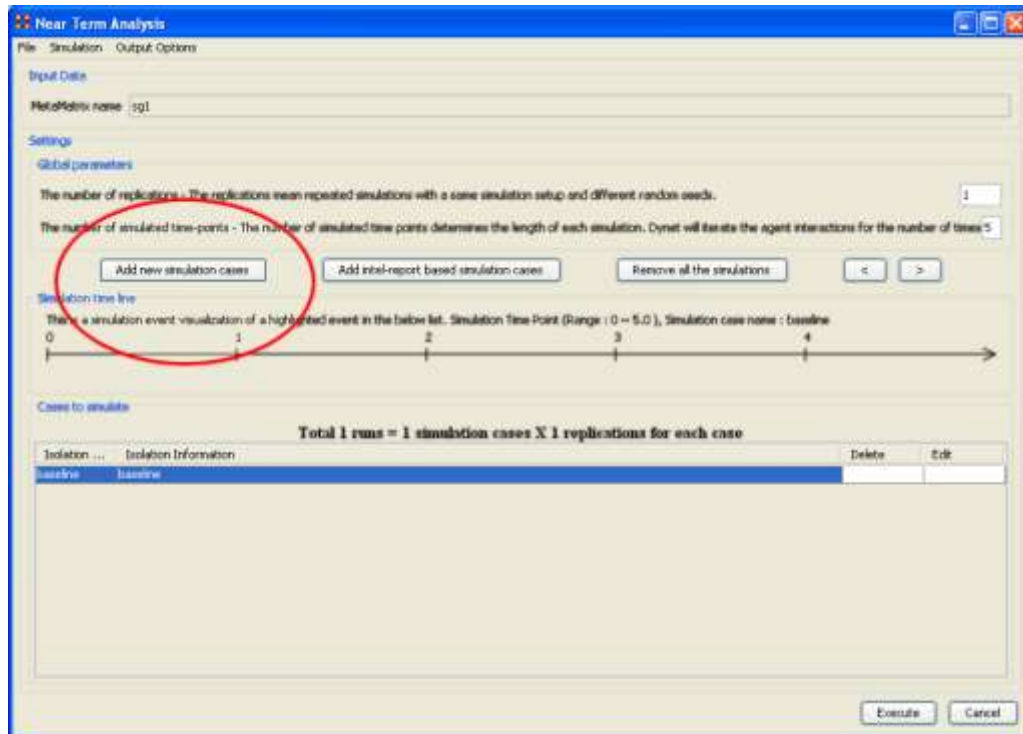 Near Term Analysis
File Simulation Output Options
Input Data
MetaMatrix name sg1
Settings
Global parameters
The number of replications - The replications mean repeated simulations with a same simulation setup and different random seeds. 1
The number of simulated time-points - The number of simulated time points determines the length of each simulation. Dynet will iterate the agent interactions for the number of times 5
Add new simulation cases Add intel-report based simulation cases Remove all the simulations < >
Simulation time line
This is a simulation event visualization of a highlighted event in the below list. Simulation Time Point (Range : 0 ~ 5.0 ), Simulation case name : baseline
0 1 2 3 4
Cases to simulate
Total 1 runs = 1 simulation cases X 1 replications for each case
Isolation ... Isolation Information Delete Edit
baseline baseline
Execute Cancel